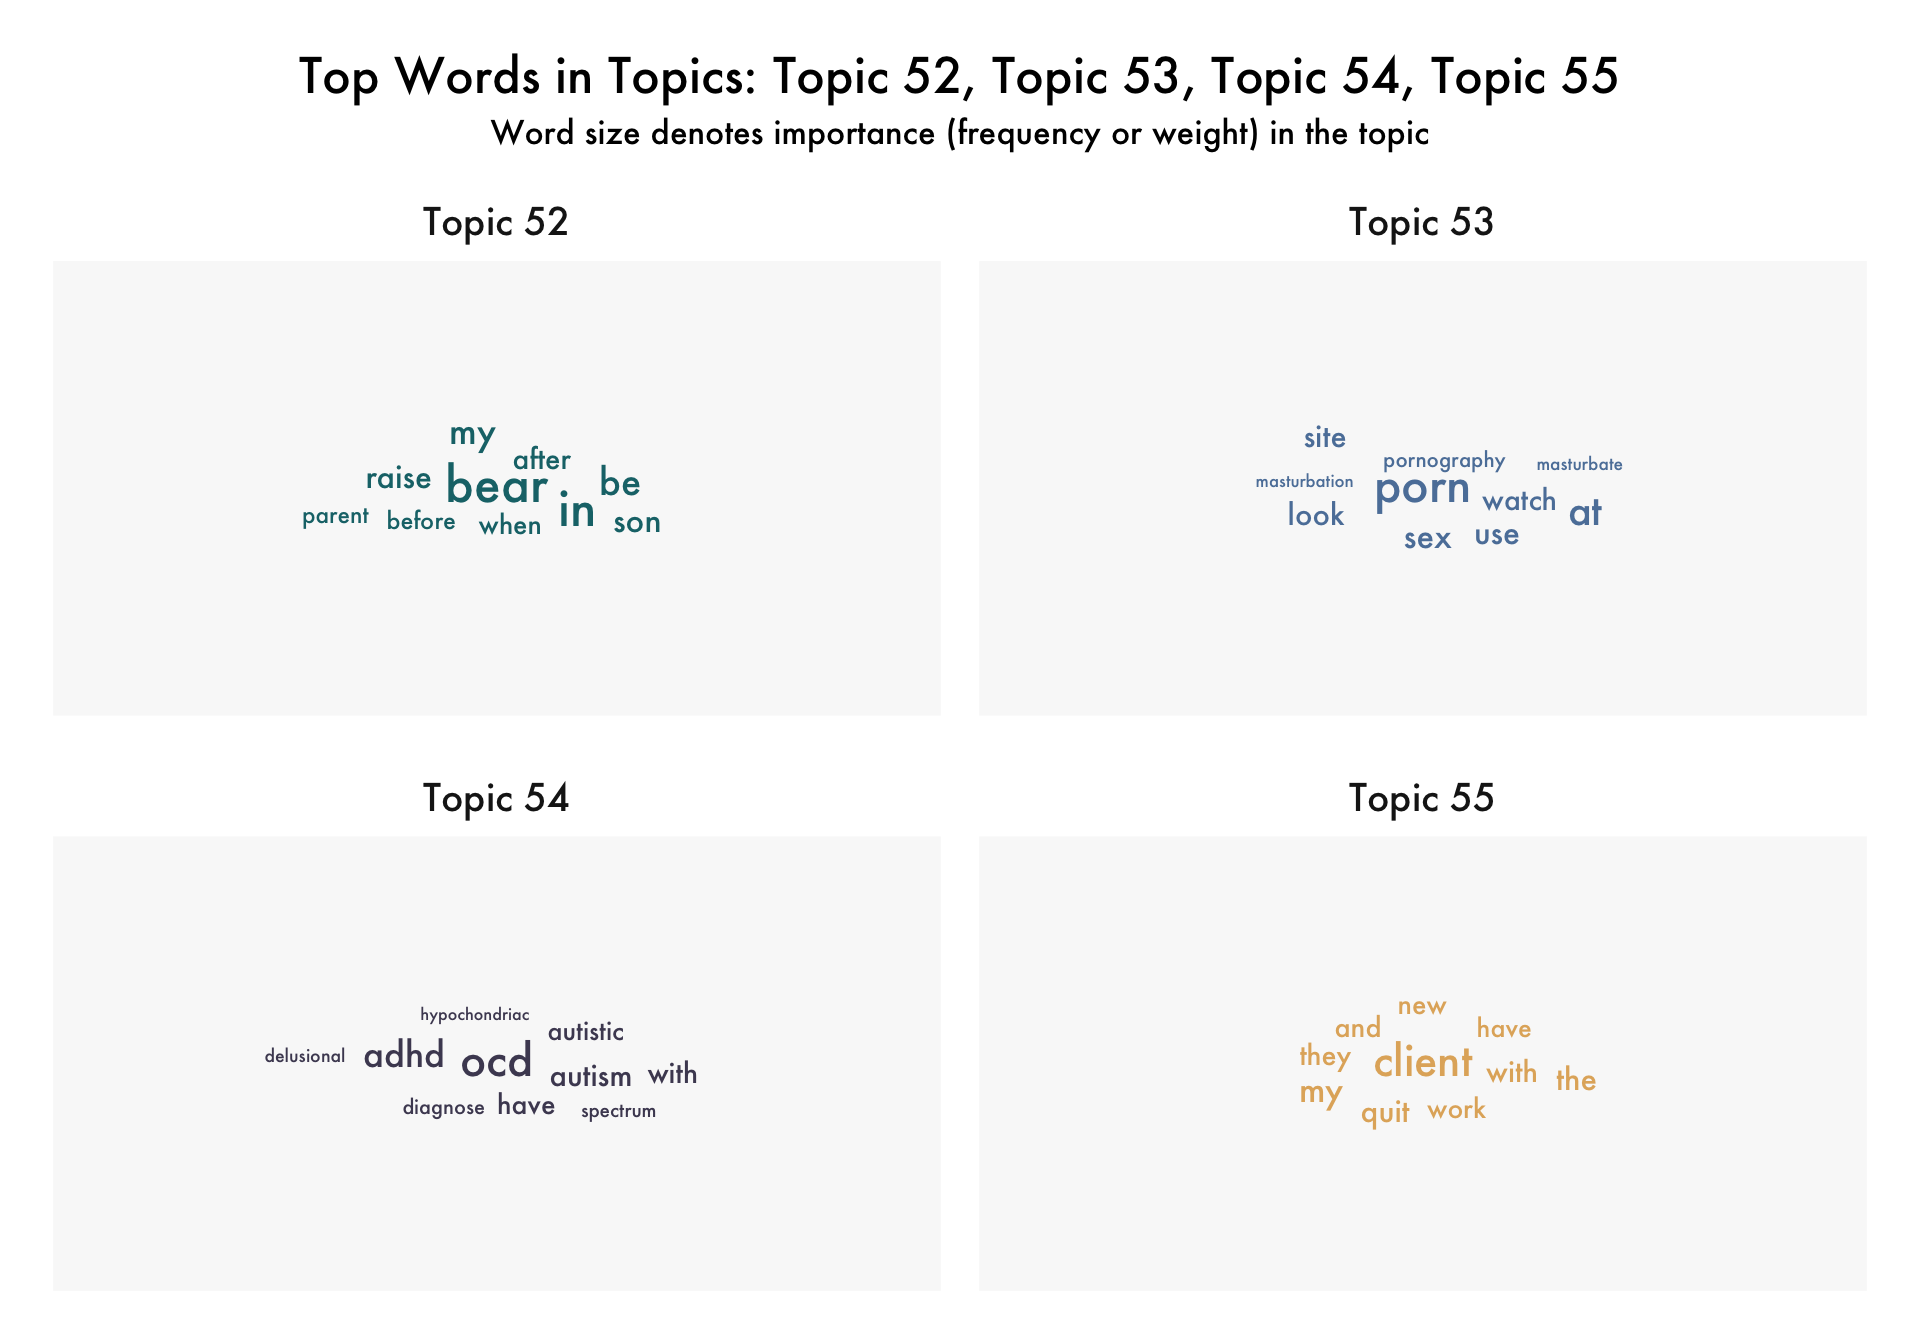 Top Words in Topics: Topic 52, Topic 53, Topic 54, Topic 55
Word size denotes importance (frequency or weight) in the topic
Topic 52
my
after
raise bear be
in
parent before when son
Topic 53
site
pornography masturbate
masturbation porn watch
look at
sex use
Topic 54
hypochondriac
autistic
delusional adhd ocd
autism with
diagnose have spectrum
Topic 55
new
and have
they client with the
my
quit work